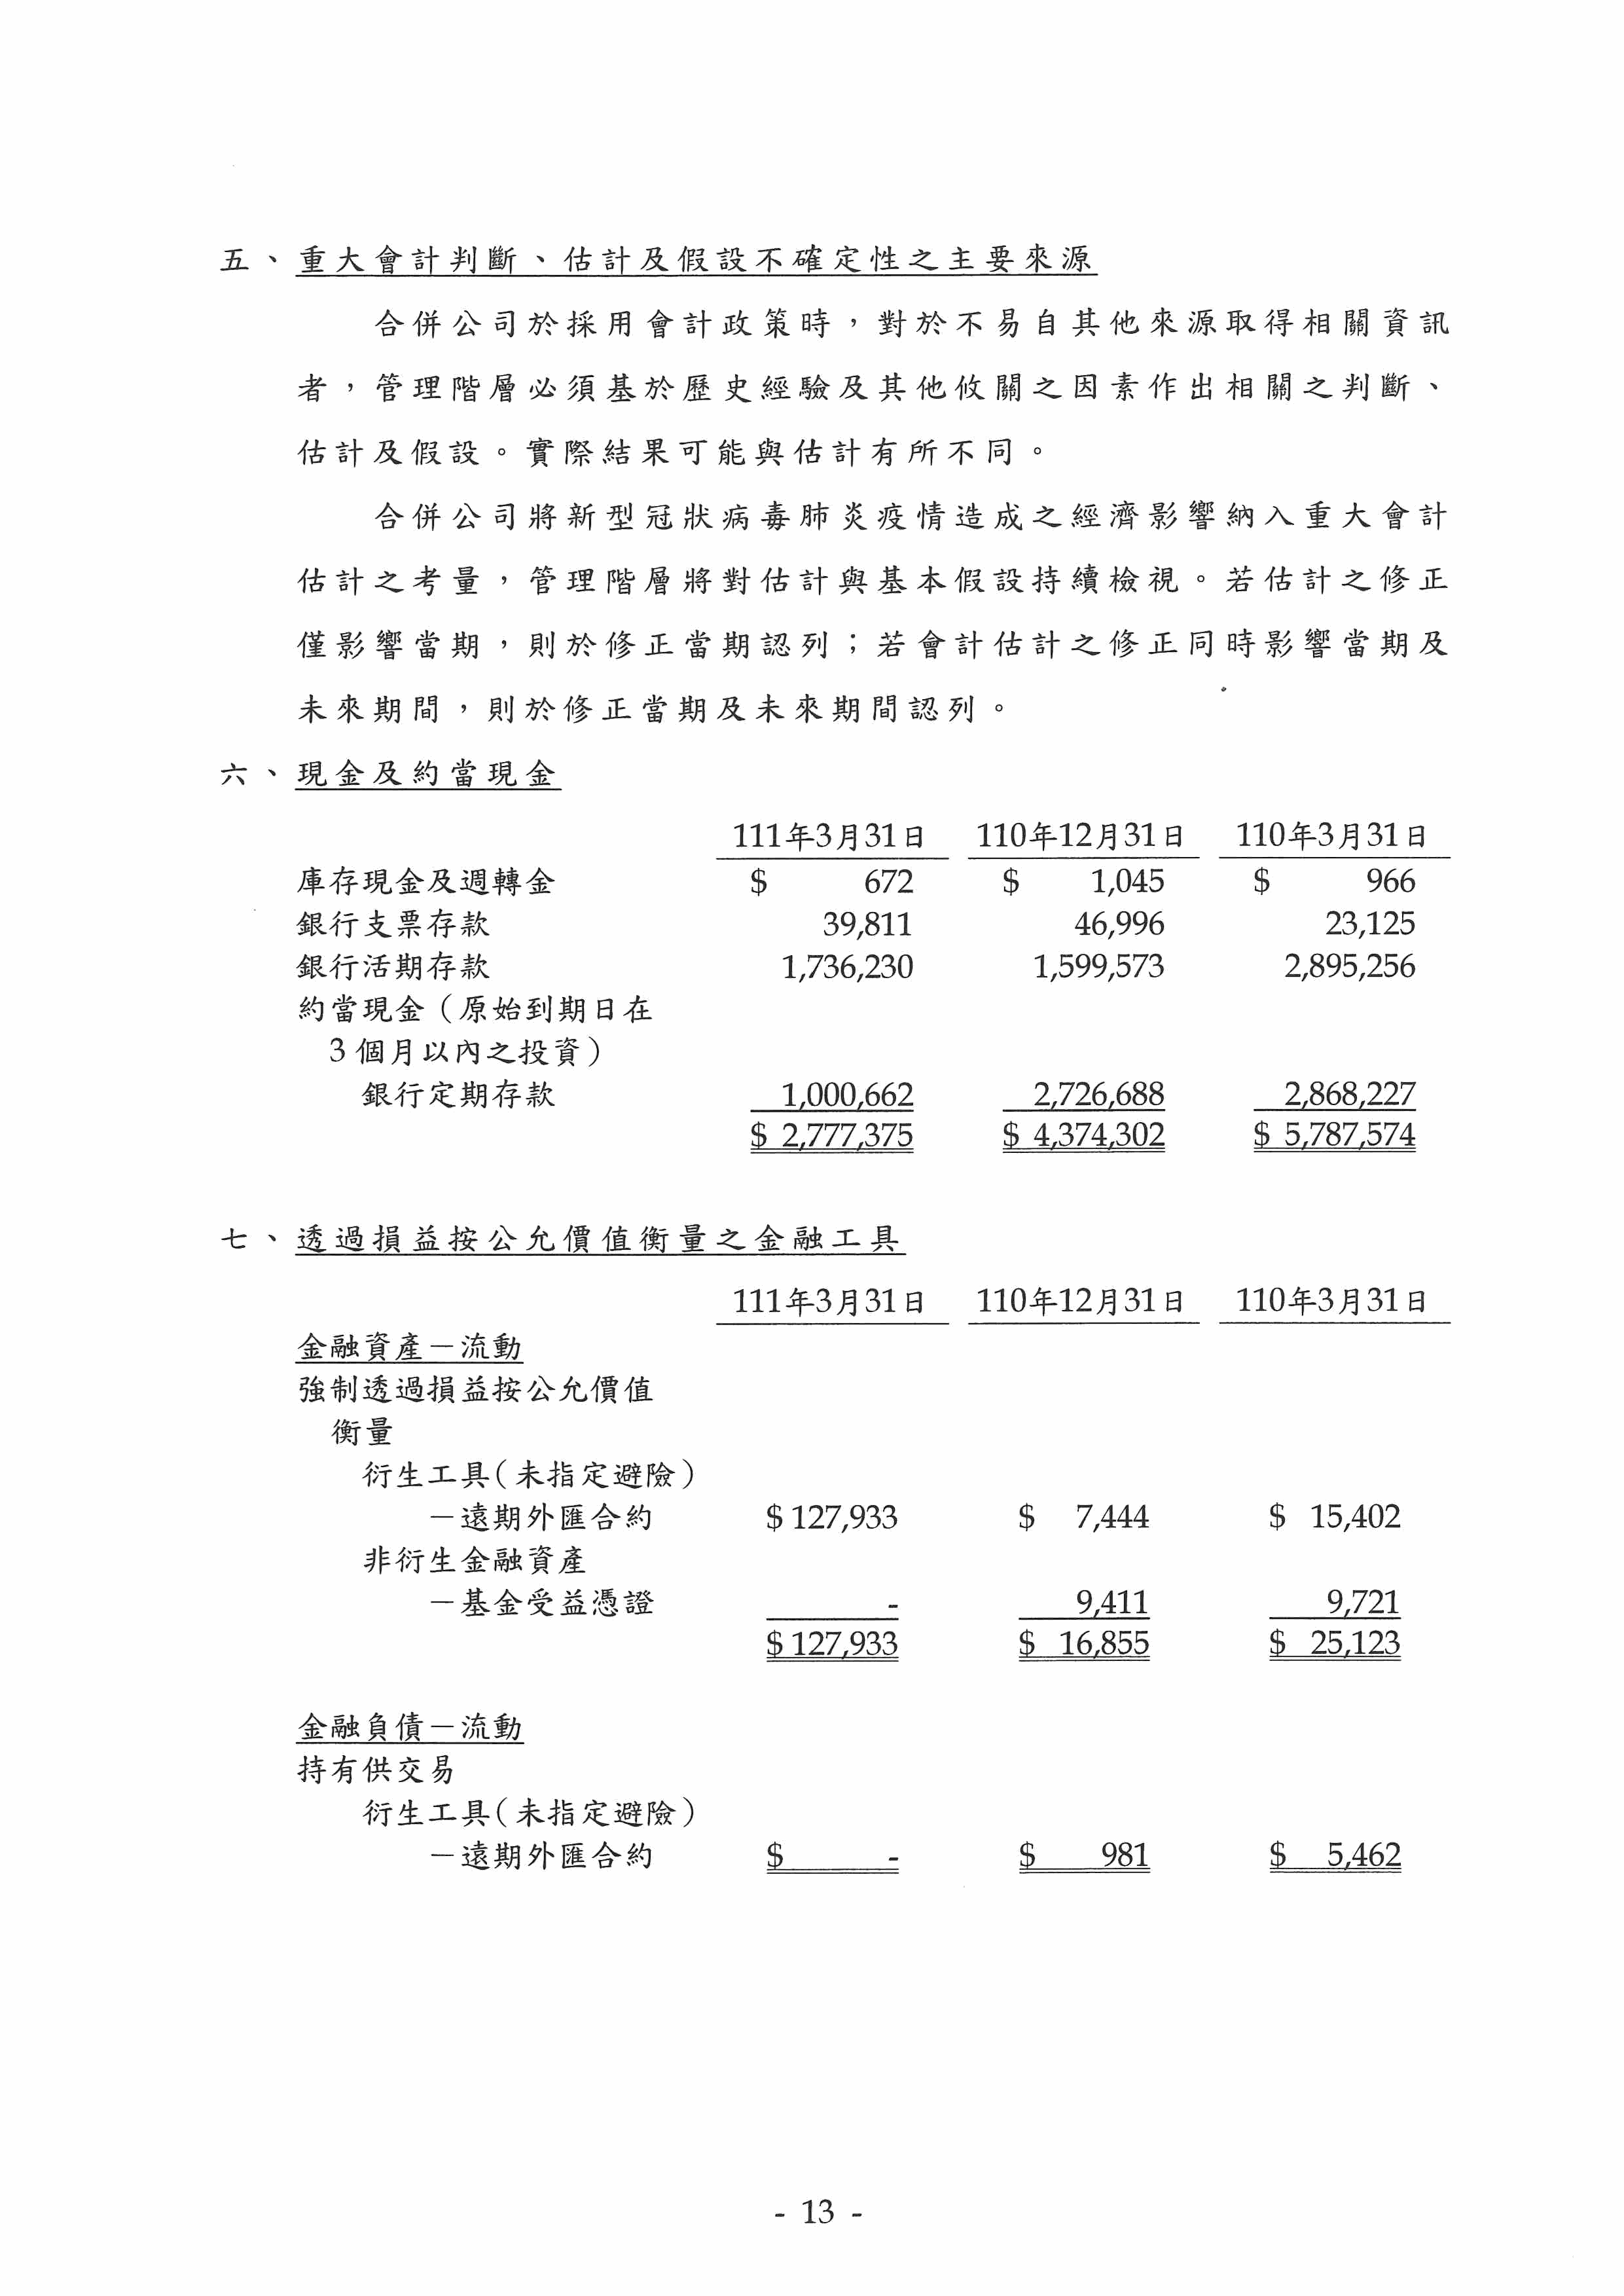 五、重大會計判斷、估計及假設不確定性之主要來源
合併公司於採用會計政策時，對於不易自其他來源取得相關資訊
者，管理階層必須基於歷史經驗及其他攸關之因素作出相關之判斷、
估計及假設。實際結果可能與估計有所不同。
合併公司將新型冠狀病毒肺炎疫情造成之經濟影響納入重大會計
估計之考量，管理階層將對估計與基本假設持續檢視。若估計之修正
僅影響當期，則於修正當期認列；若會計估計之修正同時影響當期及
未來期間，則於修正當期及未來期間認列。
六、現金及約當現金
111年3月31日 110年12月31日 110年3月31日
庫存現金及週轉金 $ 672 $ 1,045 $ 966
銀行支票存款 39,811 46,996 23,125
銀行活期存款 1,736,230 1,599,573 2,895,256
約當現金（原始到期日在
3 個月以內之投資）
銀行定期存款 1,000,662 2,726,688 2,868,227
$ 2,777,375 $ 4,374,302 $ 5,787,574
七、透過損益按公允價值衡量之金融工具
111年3月31日 110年12月31日 110年3月31日
金融資產－流動
強制透過損益按公允價值
衡量
衍生工具（未指定避險）
－遠期外匯合約 $ 127,933 $ 7,444 $ 15,402
非衍生金融資產
－基金受益憑證 - 9,411 9,721
$ 127,933 $ 16,855 $ 25,123
金融負債－流動
持有供交易
衍生工具（未指定避險）
－遠期外匯合約 $ - $ 981 $ 5,462
- 13 -